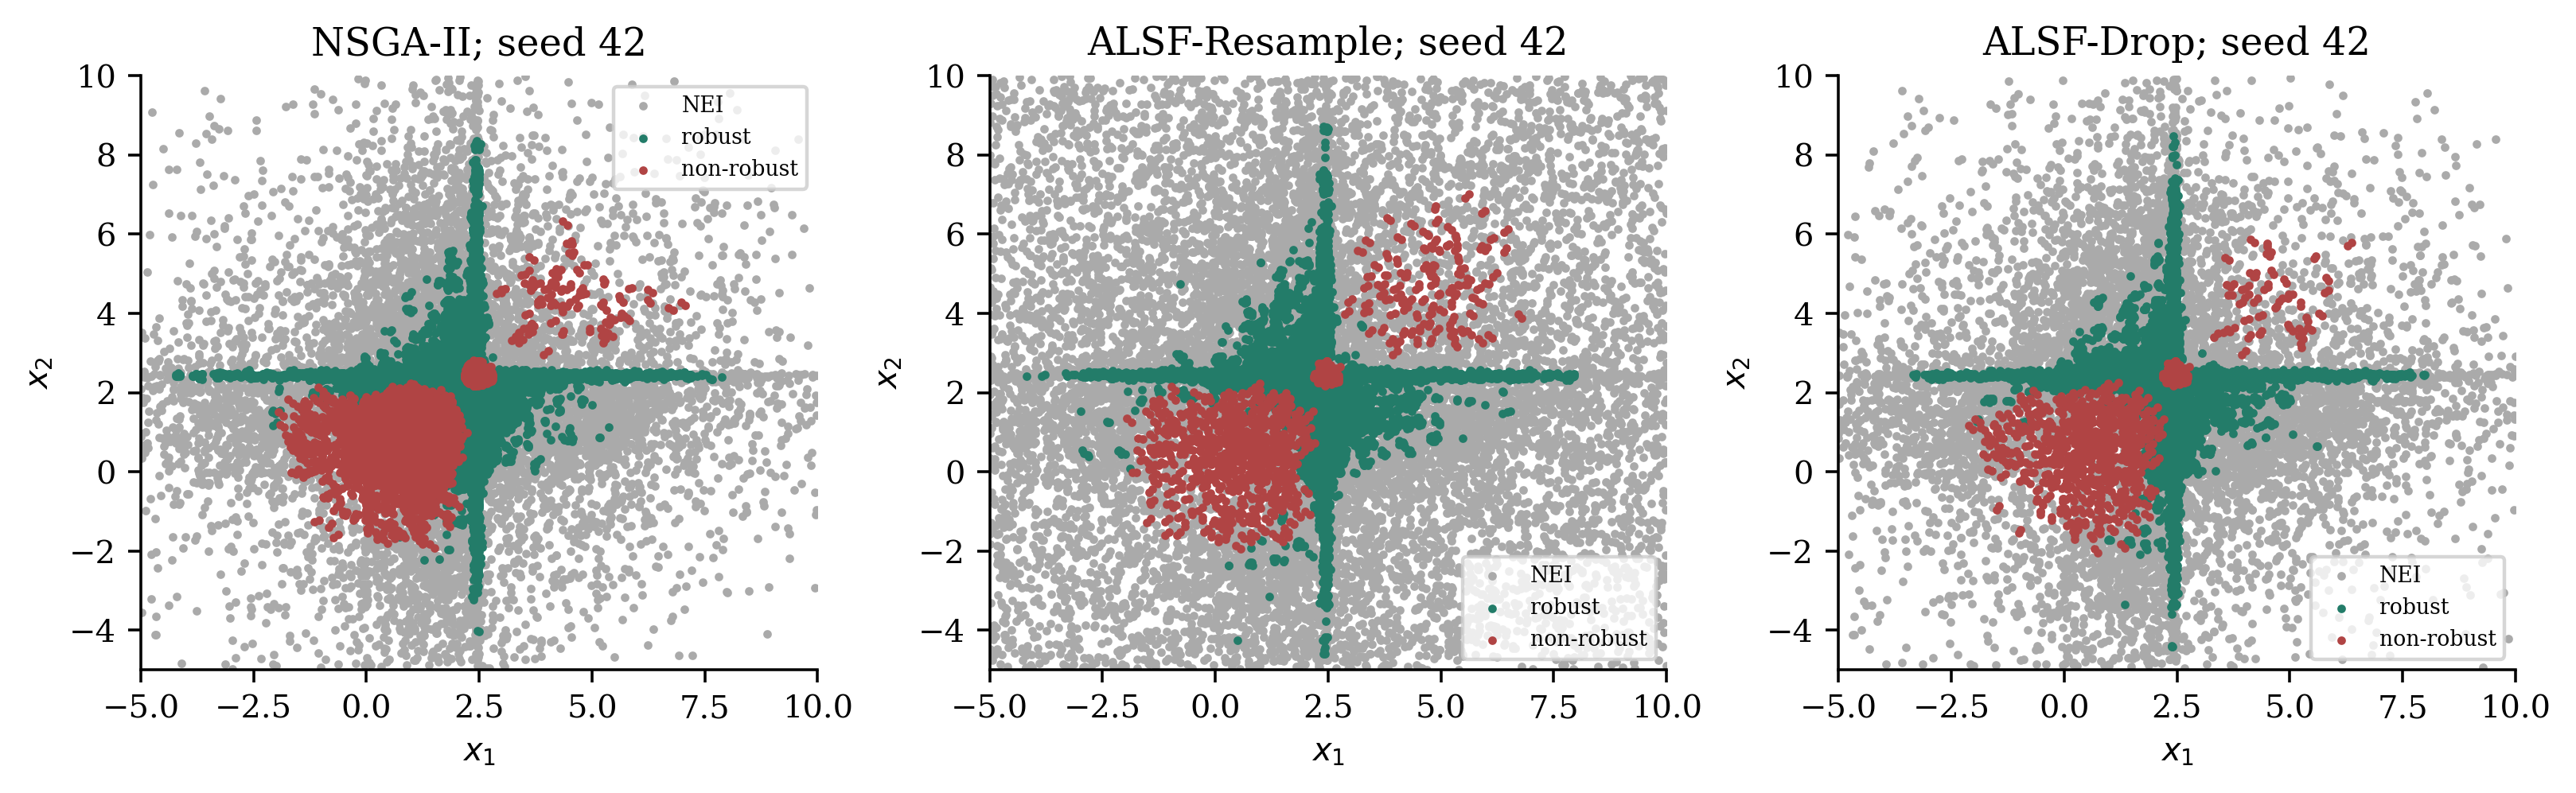 NSGA-II; seed 42
10
8
6
4
2
0
−2
−4
x2
−5.0 −2.5 0.0 2.5 5.0 7.5 10.0
x1
NEI
robust
non-robust
ALSF-Resample; seed 42
10
8
6
4
2
0
−2
−4
x2
−5.0 −2.5 0.0 2.5 5.0 7.5 10.0
x1
NEI
robust
non-robust
ALSF-Drop; seed 42
10
8
6
4
2
0
−2
−4
x2
−5.0 −2.5 0.0 2.5 5.0 7.5 10.0
x1
NEI
robust
non-robust